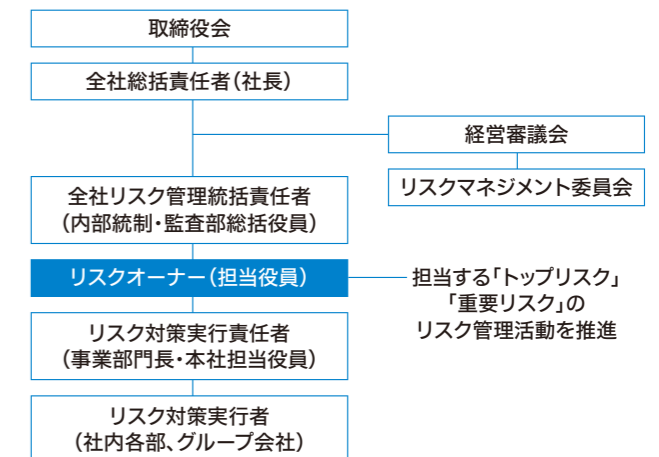 取締役会
全社総括責任者(社長)
経営審議会
リスクマネジメント委員会
全社リスク管理統括責任者
(内部統制・監査部総括役員)
リスクオーナー(担当役員)
担当する「トップリスク」
「重要リスク」の
リスク管理活動を推進
リスク対策実行責任者
(事業部門長・本社担当役員)
リスク対策実行者
(社内各部、グループ会社)